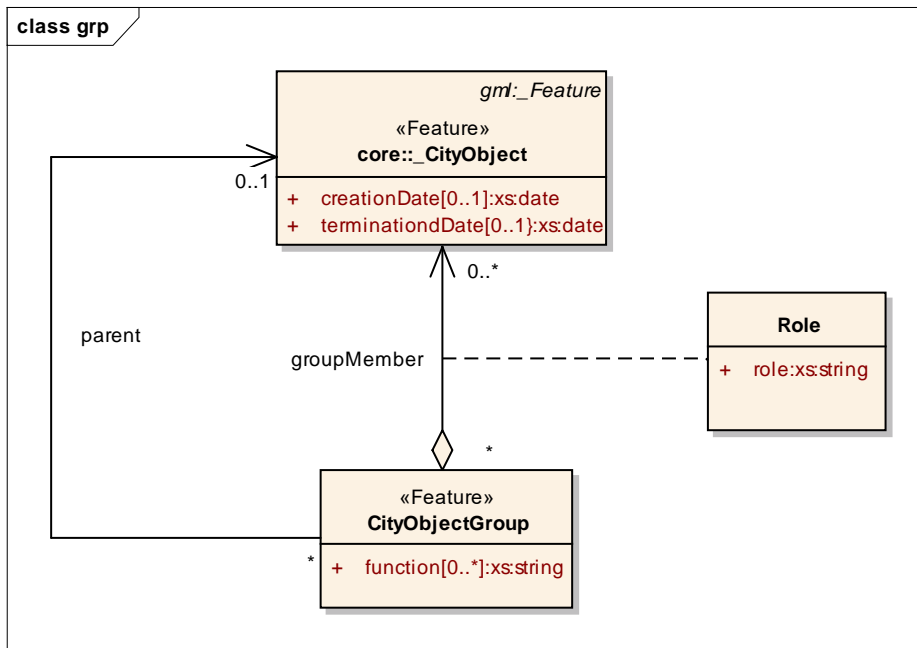 class grp
gml:_Feature
«Feature»
core::_CityObject
+ creationDate[0..1]:xs:date
+ terminationdDate[0..1}:xs:date
0..1
0..*
parent
groupMember
Role
+ role:xs:string
*
«Feature»
CityObjectGroup
*
+ function[0..*]:xs:string